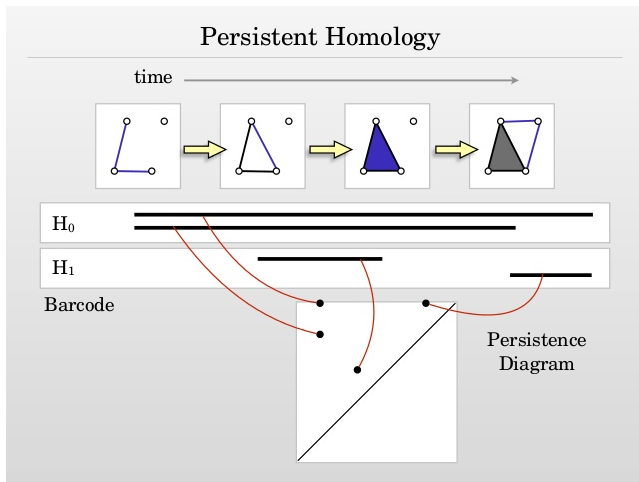 Persistent Homology
time
H₀
H₁
Barcode
Persistence
Diagram